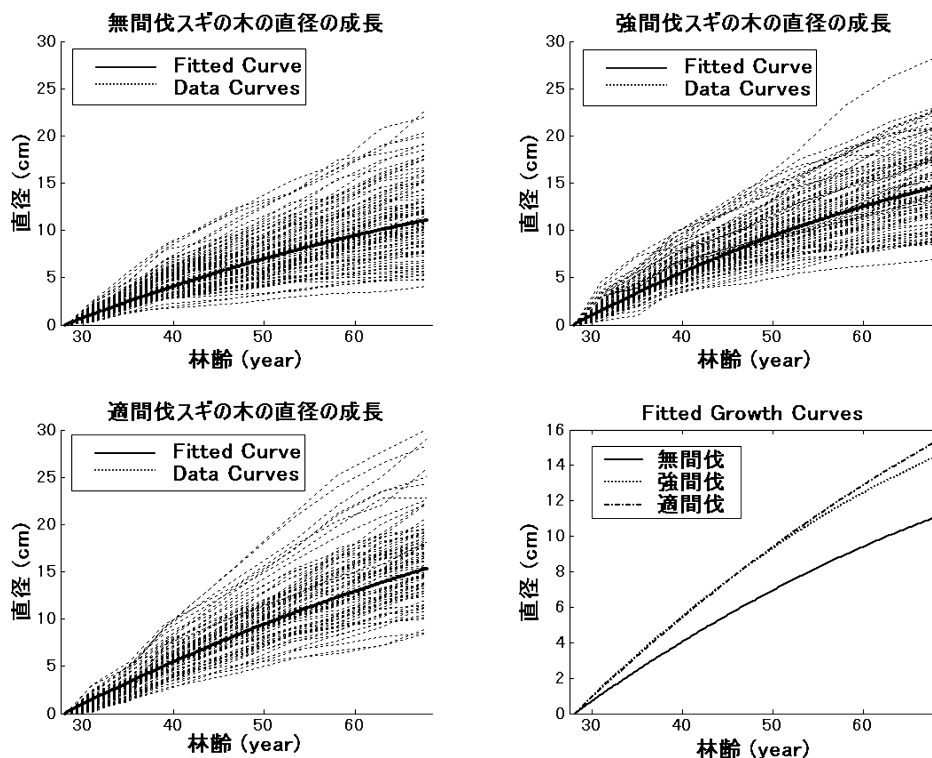 無間伐スギの木の直径の成長
30
25
20
15
10
5
0
直径 (cm)
Fitted Curve
Data Curves
30 40 50 60
林齢 (year)
強間伐スギの木の直径の成長
30
25
20
15
10
5
0
直径 (cm)
Fitted Curve
Data Curves
30 40 50 60
林齢 (year)
適間伐スギの木の直径の成長
30
25
20
15
10
5
0
直径 (cm)
Fitted Curve
Data Curves
30 40 50 60
林齢 (year)
Fitted Growth Curves
16
14
12
10
8
6
4
2
0
直径 (cm)
無間伐
強間伐
適間伐
30 40 50 60
林齢 (year)